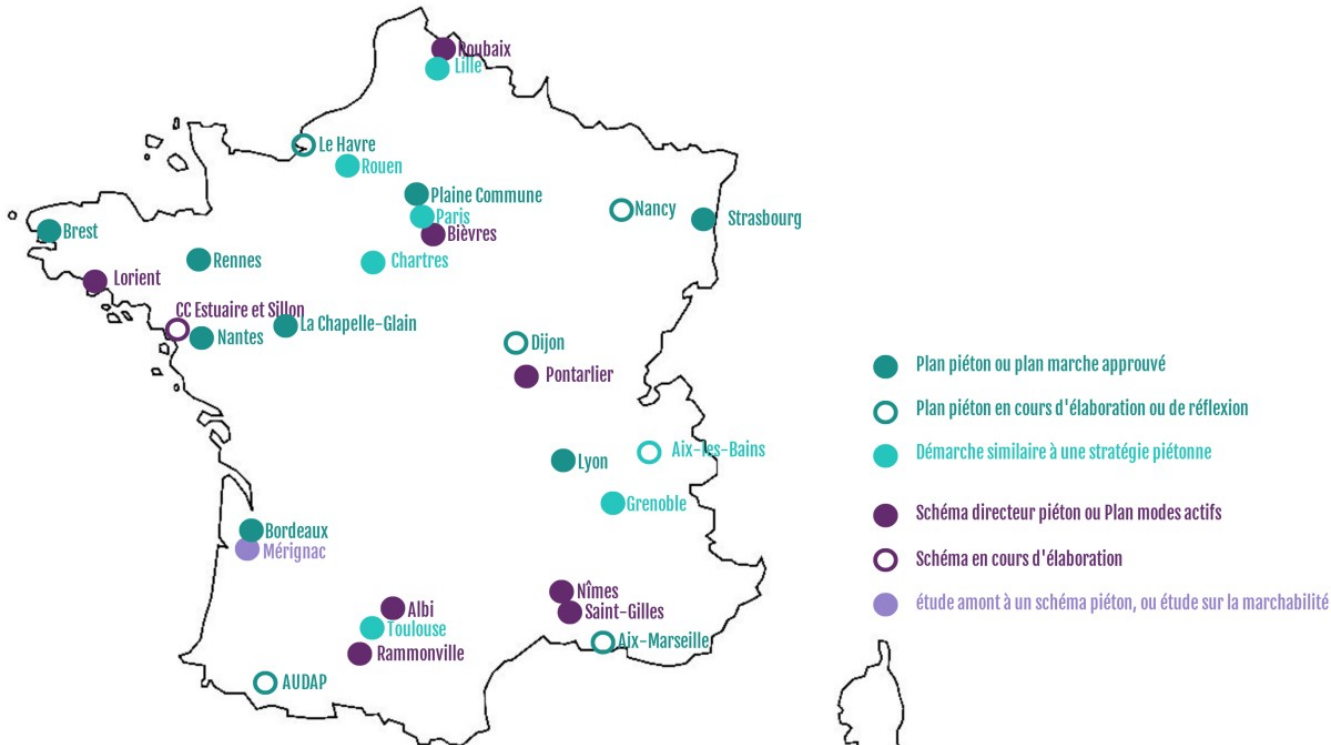 Roubaix
Lille
Le Havre
Rouen
Plaine Commune
Paris
Bièvres
Nancy
Strasbourg
Brest
Rennes
Chartres
Lorient
CC Estuaire et Sillon
La Chapelle-Glain
Nantes
Dijon
Pontarlier
Lyon
Aix-les-Bains
Grenoble
Bordeaux
Mérignac
Nîmes
Saint-Gilles
Albi
Toulouse
Rammonville
Aix-Marseille
AUDAP
Plan piéton ou plan marche approuvé
Plan piéton en cours d'élaboration ou de réflexion
Démarche similaire à une stratégie piétonne
Schéma directeur piéton ou Plan modes actifs
Schéma en cours d'élaboration
étude amont à un schéma piéton, ou étude sur la marchabilité